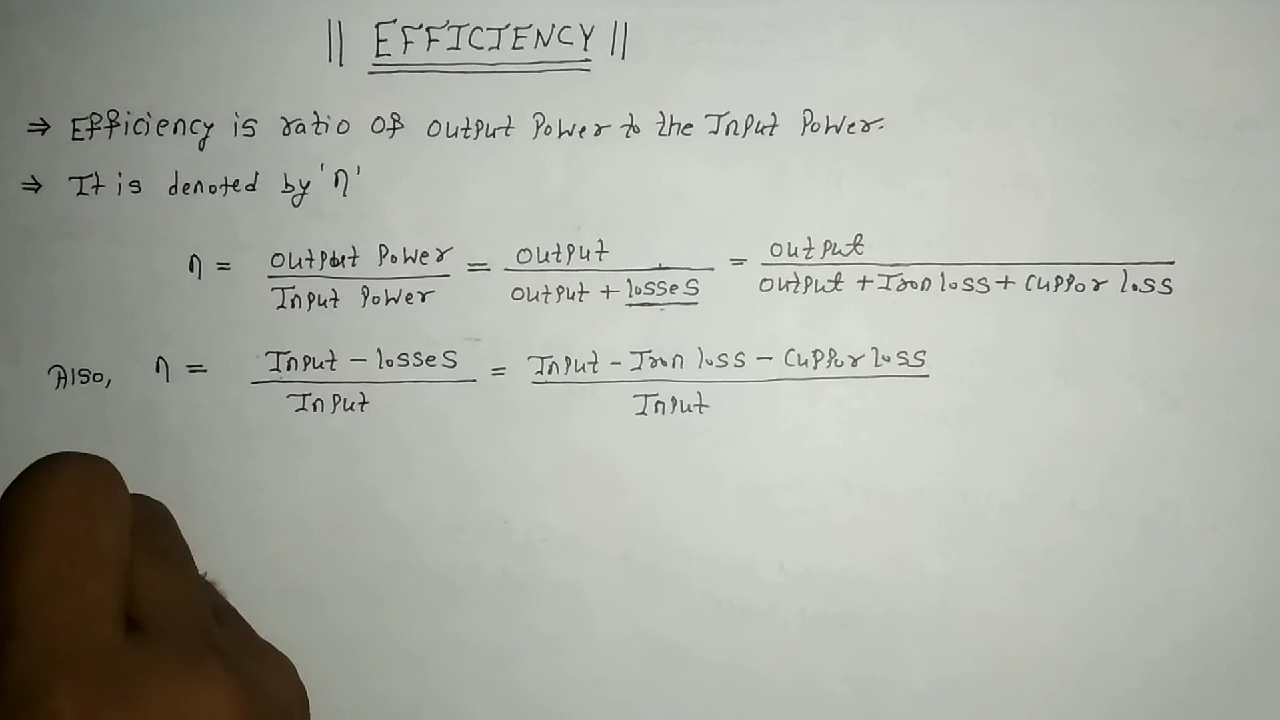 || EFFICIENCY ||
⇒ Efficiency is ratio of output Power to the Input Power.
⇒ It is denoted by 'η'
η = Output Power / Input Power = Output / Output + losses = Output / Output + Iron loss + Cuppor loss
Also, η = Input - losses / Input = Input - Iron loss - Cuppor loss / Input